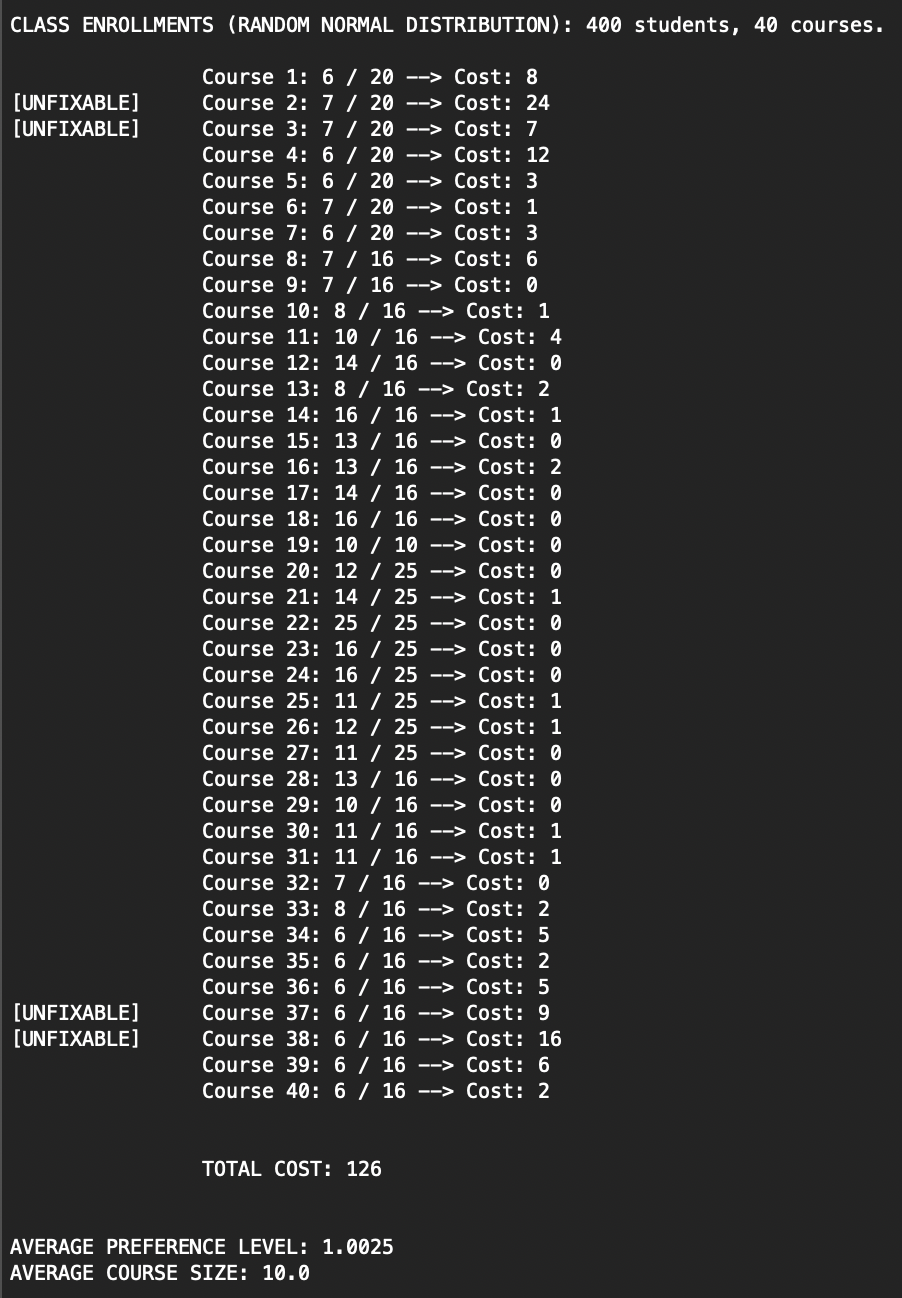 CLASS ENROLLMENTS (RANDOM NORMAL DISTRIBUTION): 400 students, 40 courses.
Course 1: 6 / 20 --> Cost: 8
[UNFIXABLE] Course 2: 7 / 20 --> Cost: 24
[UNFIXABLE] Course 3: 7 / 20 --> Cost: 7
Course 4: 6 / 20 --> Cost: 12
Course 5: 6 / 20 --> Cost: 3
Course 6: 7 / 20 --> Cost: 1
Course 7: 6 / 20 --> Cost: 3
Course 8: 7 / 16 --> Cost: 6
Course 9: 7 / 16 --> Cost: 0
Course 10: 8 / 16 --> Cost: 1
Course 11: 10 / 16 --> Cost: 4
Course 12: 14 / 16 --> Cost: 0
Course 13: 8 / 16 --> Cost: 2
Course 14: 16 / 16 --> Cost: 1
Course 15: 13 / 16 --> Cost: 0
Course 16: 13 / 16 --> Cost: 2
Course 17: 14 / 16 --> Cost: 0
Course 18: 16 / 16 --> Cost: 0
Course 19: 10 / 10 --> Cost: 0
Course 20: 12 / 25 --> Cost: 0
Course 21: 14 / 25 --> Cost: 1
Course 22: 25 / 25 --> Cost: 0
Course 23: 16 / 25 --> Cost: 0
Course 24: 16 / 25 --> Cost: 0
Course 25: 11 / 25 --> Cost: 1
Course 26: 12 / 25 --> Cost: 1
Course 27: 11 / 25 --> Cost: 0
Course 28: 13 / 16 --> Cost: 0
Course 29: 10 / 16 --> Cost: 0
Course 30: 11 / 16 --> Cost: 1
Course 31: 11 / 16 --> Cost: 1
Course 32: 7 / 16 --> Cost: 0
Course 33: 8 / 16 --> Cost: 2
Course 34: 6 / 16 --> Cost: 5
Course 35: 6 / 16 --> Cost: 2
Course 36: 6 / 16 --> Cost: 5
[UNFIXABLE] Course 37: 6 / 16 --> Cost: 9
[UNFIXABLE] Course 38: 6 / 16 --> Cost: 16
Course 39: 6 / 16 --> Cost: 6
Course 40: 6 / 16 --> Cost: 2
TOTAL COST: 126
AVERAGE PREFERENCE LEVEL: 1.0025
AVERAGE COURSE SIZE: 10.0